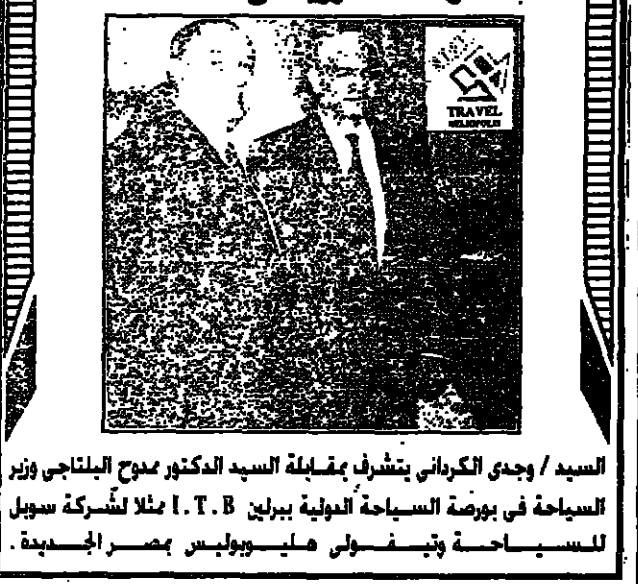 TRAVEL
HELIOPOLIS
السيد / وجدى الكردانى يتشرف بمقابلة السيد الدكتور ممدوح البلتاجى وزير
السياحة فى بورصة السياحة الدولية ببرلين I.T.B ممثلا لشركة سويل
للسياحة وتيفولى هليوبوليس بمصر الجديدة .